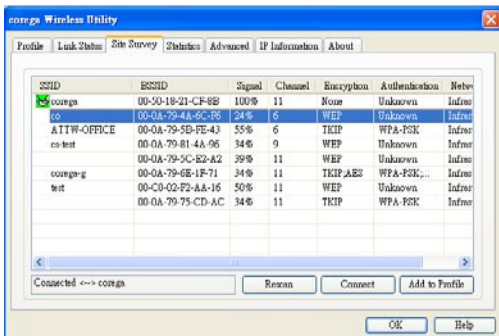 corega Wireless Utility
Profile Link Status Site Survey Statistics Advanced IP Information About
SSID BSSID Signal Channel Encryption Authentication Netwo
corega 00-50-18-21-CF-8B 100% 11 None Unknown Infras
co 00-0A-79-4A-6C-F6 24% 6 WEP Unknown Infras
ATTW-OFFICE 00-0A-79-5B-FE-43 55% 6 TKIP WPA-PSK Infras
co-test 00-0A-79-81-4A-96 34% 9 WEP Unknown Infras
00-0A-79-5C-E2-A2 39% 11 WEP Unknown Infras
corega-g 00-0A-79-6E-1F-71 34% 11 TKIP;AES WPA-PSK;... Infras
test 00-C0-02-F2-AA-16 50% 11 WEP Unknown Infras
00-0A-79-75-CD-AC 34% 11 TKIP WPA-PSK Infras
Connected <--> corega
Rescan Connect Add to Profile
OK Help